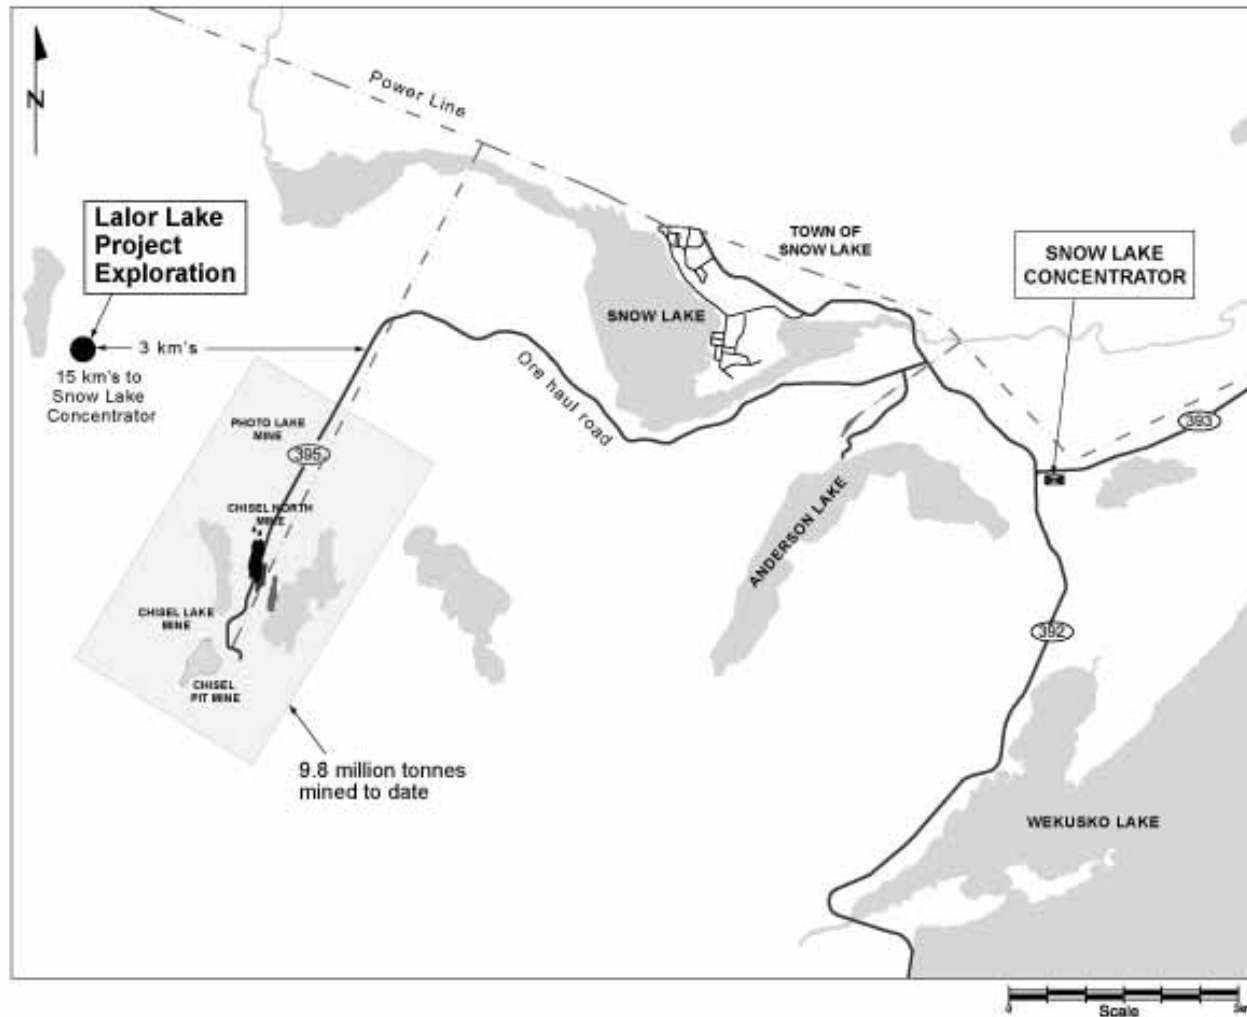 N
Power Line
Lalor Lake
Project
Exploration
TOWN OF
SNOW LAKE
SNOW LAKE
CONCENTRATOR
SNOW LAKE
3 km's
15 km's to
Snow Lake
Concentrator
Ore haul road
PHOTO LAKE
MINE
395
393
CHISEL NORTH
MINE
ANDERSON LAKE
CHISEL LAKE
MINE
392
CHISEL
PIT MINE
9.8 million tonnes
mined to date
WEKUSKO LAKE
0
Scale